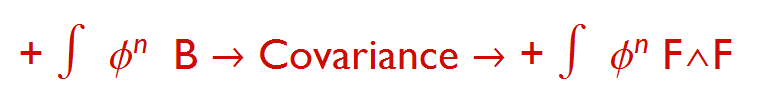 + ∫ ϕⁿ B → Covariance → + ∫ ϕⁿ F∧F